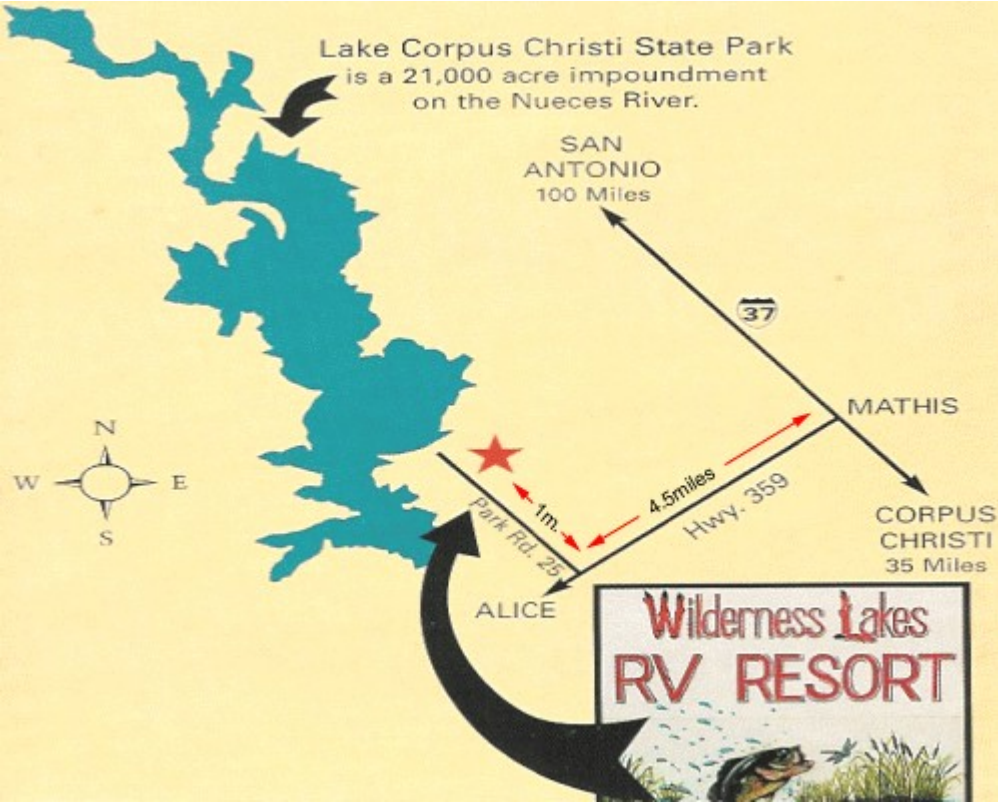 Lake Corpus Christi State Park
is a 21,000 acre impoundment
on the Nueces River.
SAN
ANTONIO
100 Miles
37
MATHIS
N
W E
S
4.5miles
1m.
Hwy. 359
Park Rd. 25
CORPUS
CHRISTI
35 Miles
ALICE
Wilderness Lakes
RV RESORT